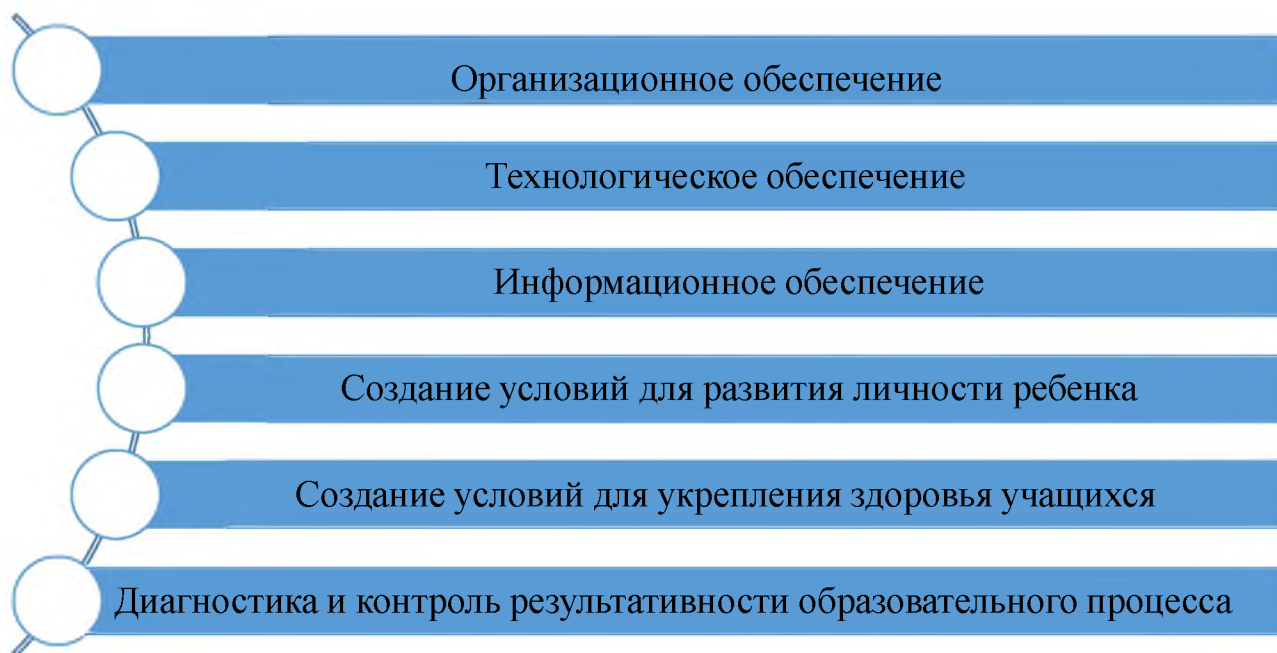 Организационное обеспечение
Технологическое обеспечение
Информационное обеспечение
Создание условий для развития личности ребенка
Создание условий для укрепления здоровья учащихся
Диагностика и контроль результативности образовательного процесса